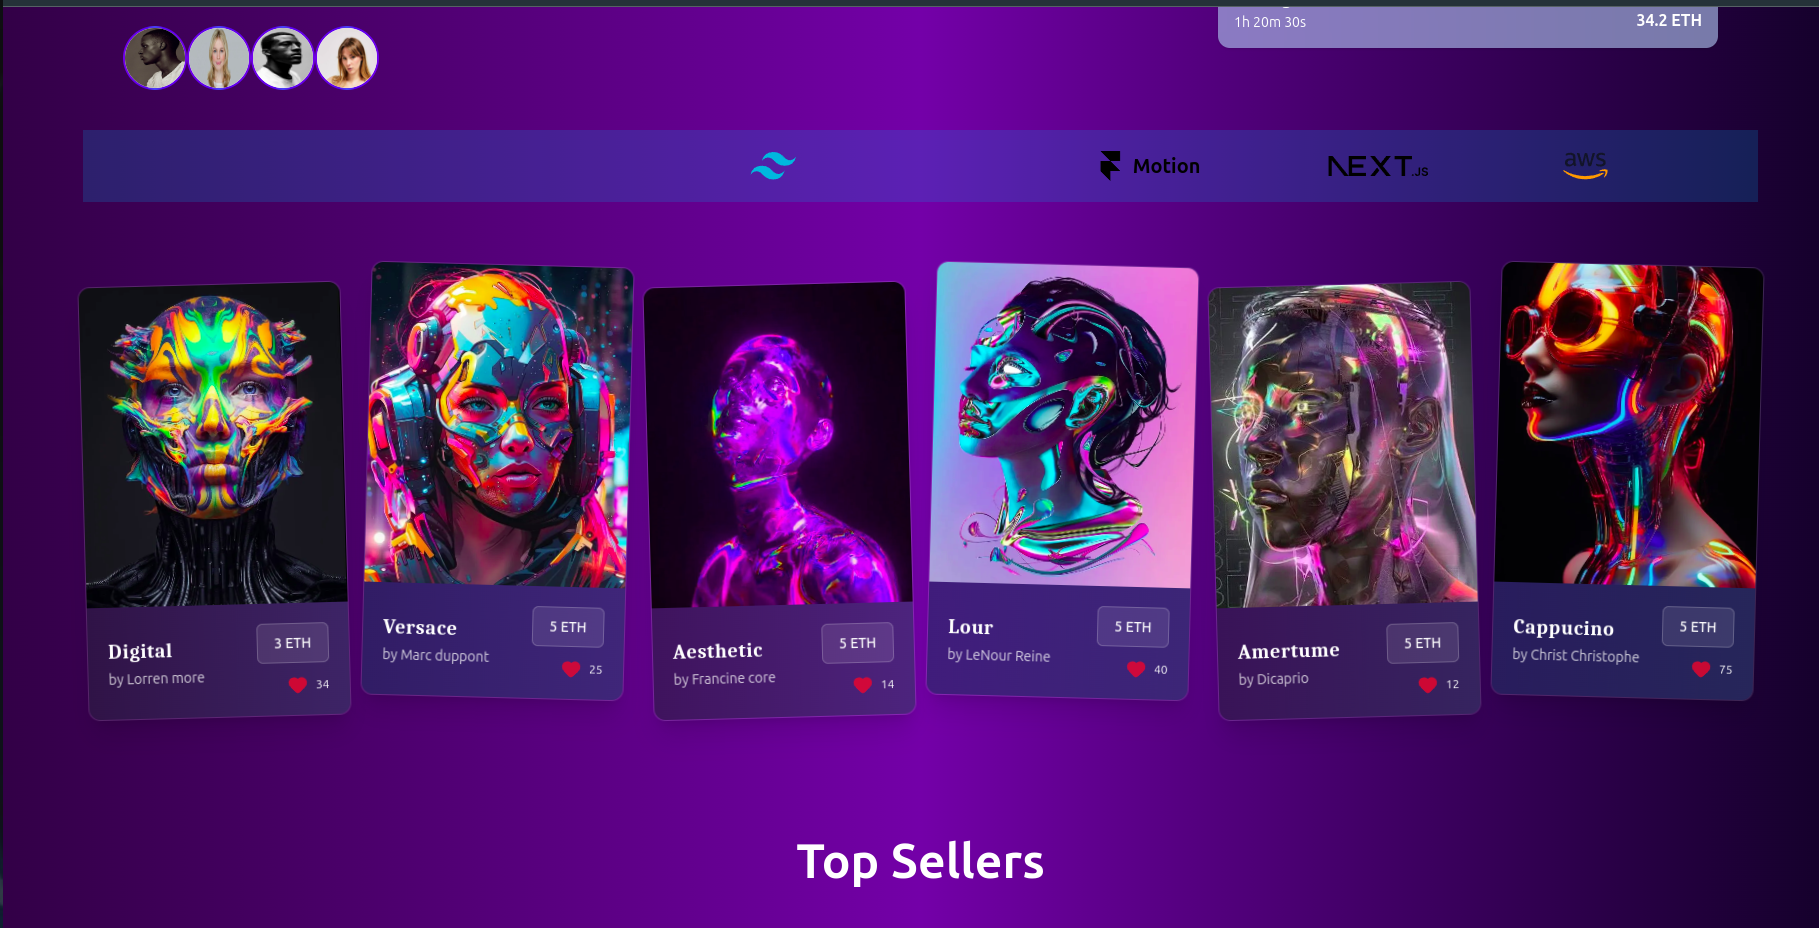 1h 20m 30s
34.2 ETH
Motion
NEXT.JS
aws
Digital
3 ETH
by Lorren more
34
Versace
5 ETH
by Marc duppont
25
Aesthetic
5 ETH
by Francine core
14
Lour
5 ETH
by LeNour Reine
40
Amertume
5 ETH
by Dicaprio
12
Cappucino
5 ETH
by Christ Christophe
75
Top Sellers